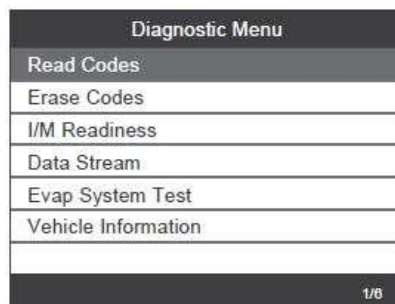 Diagnostic Menu
Read Codes
Erase Codes
I/M Readiness
Data Stream
Evap System Test
Vehicle Information
1/6